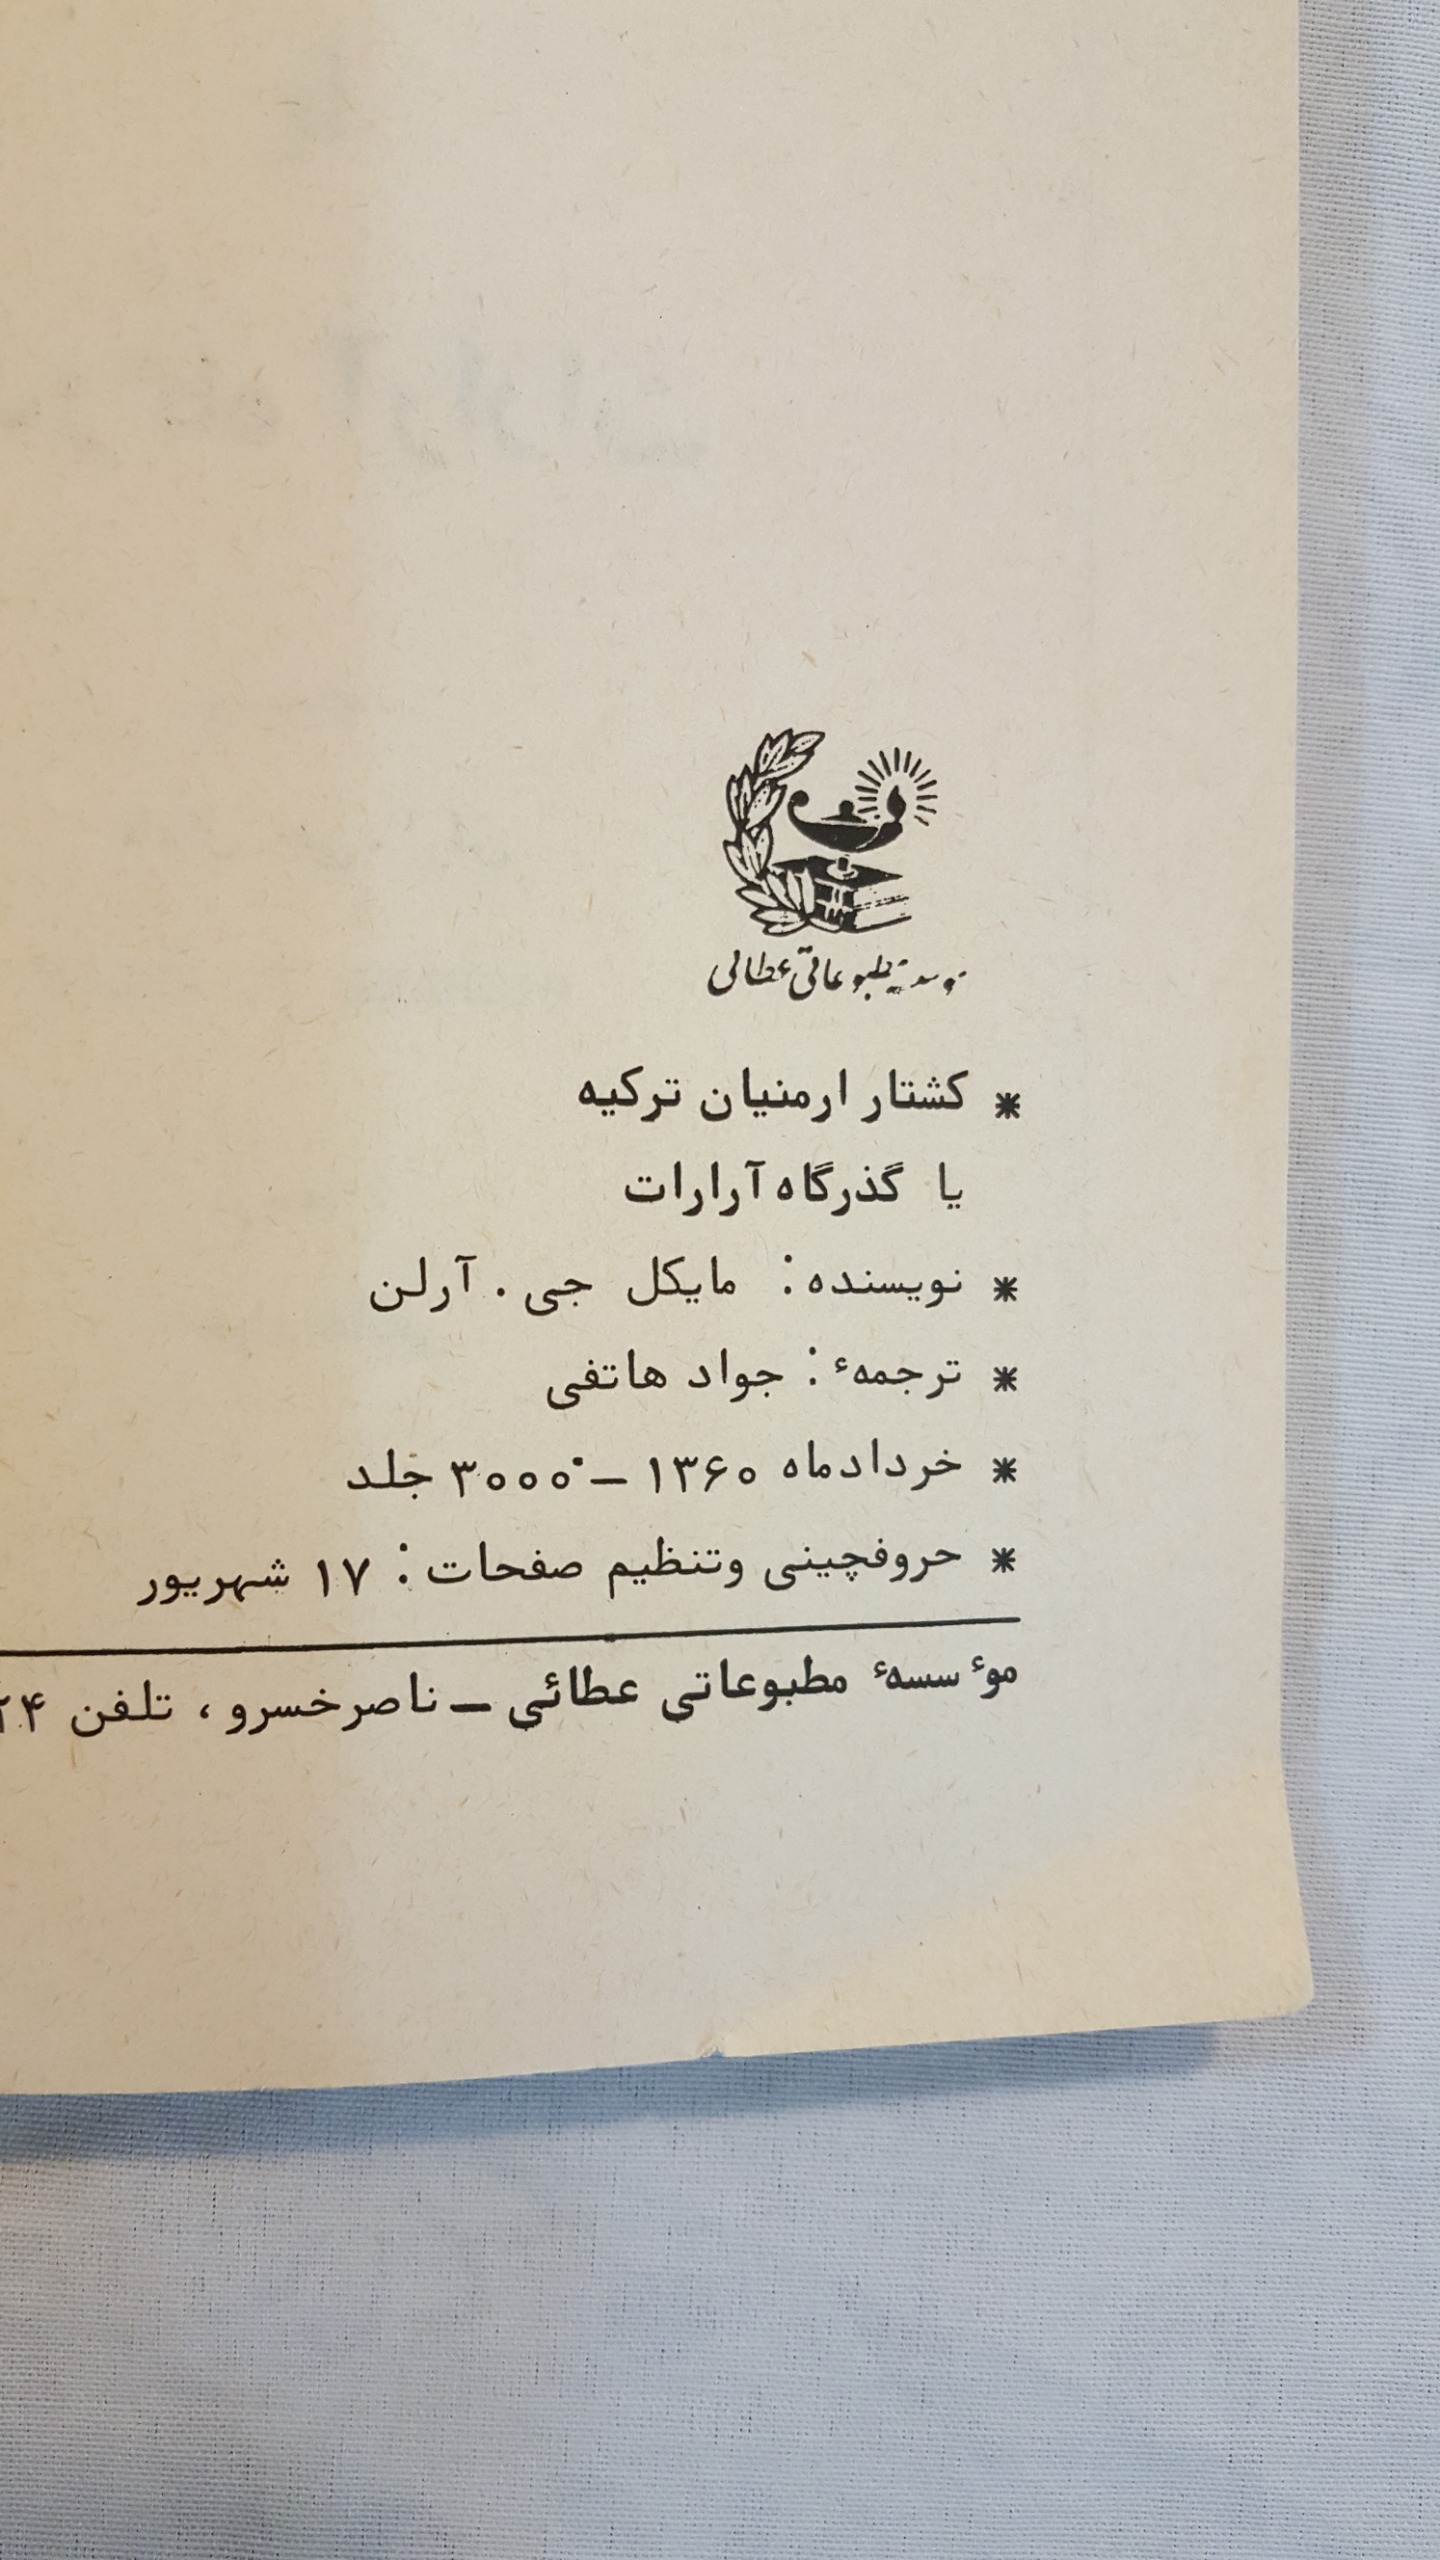 مؤسسهٔ مطبوعاتی عطائی
* کشتار ارمنیان ترکیه
یا گذرگاه آرارات
* نویسنده: مایکل جی. آرلن
* ترجمهٔ: جواد هاتفی
* خردادماه ۱۳۶۰ – ۳۰۰۰ جلد
* حروفچینی وتنظیم صفحات: ۱۷ شهریور
موٴسسهٔ مطبوعاتی عطائی – ناصرخسرو، تلفن